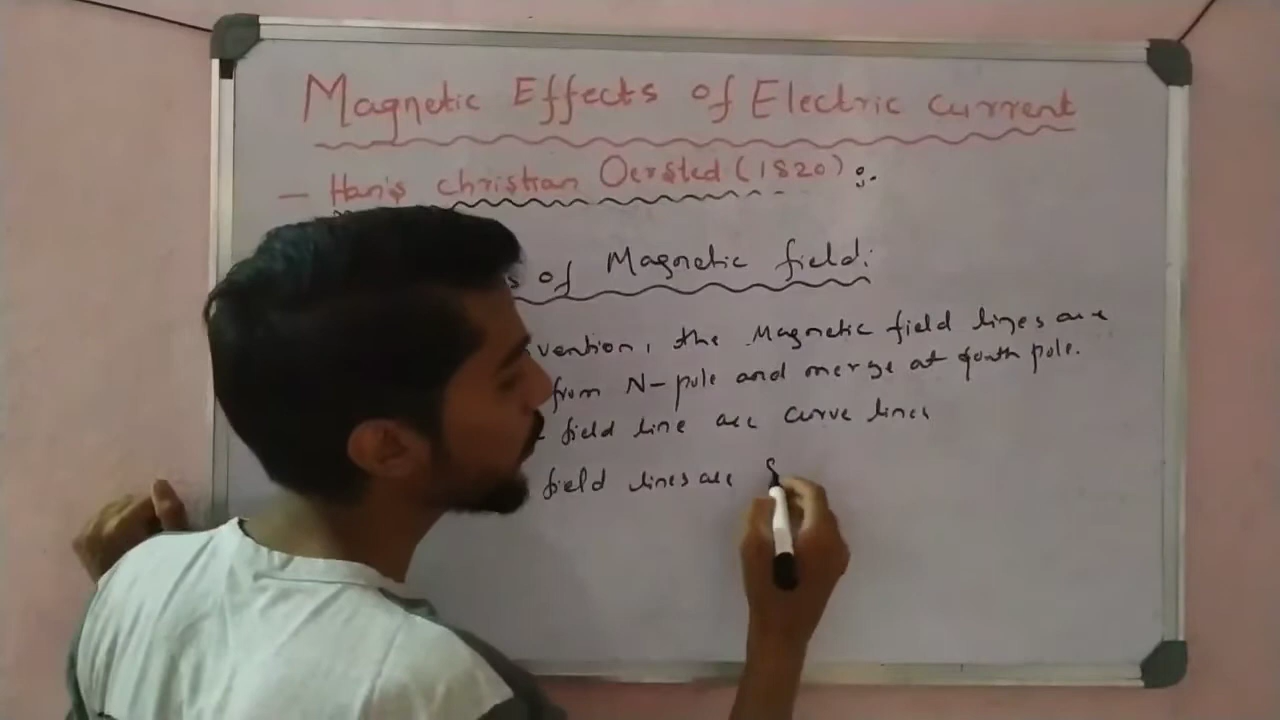 Magnetic Effects of Electric current
— Hans christian Oersted (1820) :-
of Magnetic field:
vention, the Magnetic field lines are
from N-pole and merge at south pole.
field line are curve lines
field lines are S